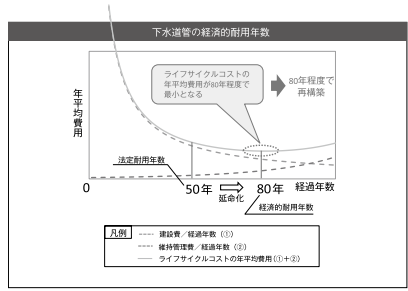 下水道管の経済的耐用年数
ライフサイクルコストの
年平均費用が80年程度で
最小となる
80年程度で
再構築
年平均費用
法定耐用年数
0
50年
延命化
80年
経過年数
経済的耐用年数
凡例
建設費／経過年数（①）
維持管理費／経過年数（②）
ライフサイクルコストの年平均費用（①＋②）